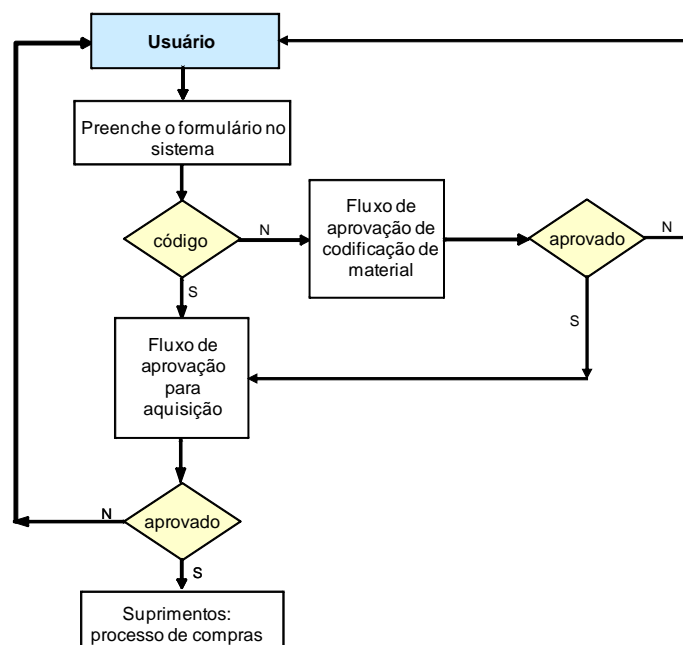 Usuário
Preenche o formulário no
sistema
código
N
Fluxo de
aprovação de
codificação de
material
aprovado
N
S
S
Fluxo de
aprovação
para
aquisição
N
aprovado
S
Suprimentos:
processo de compras